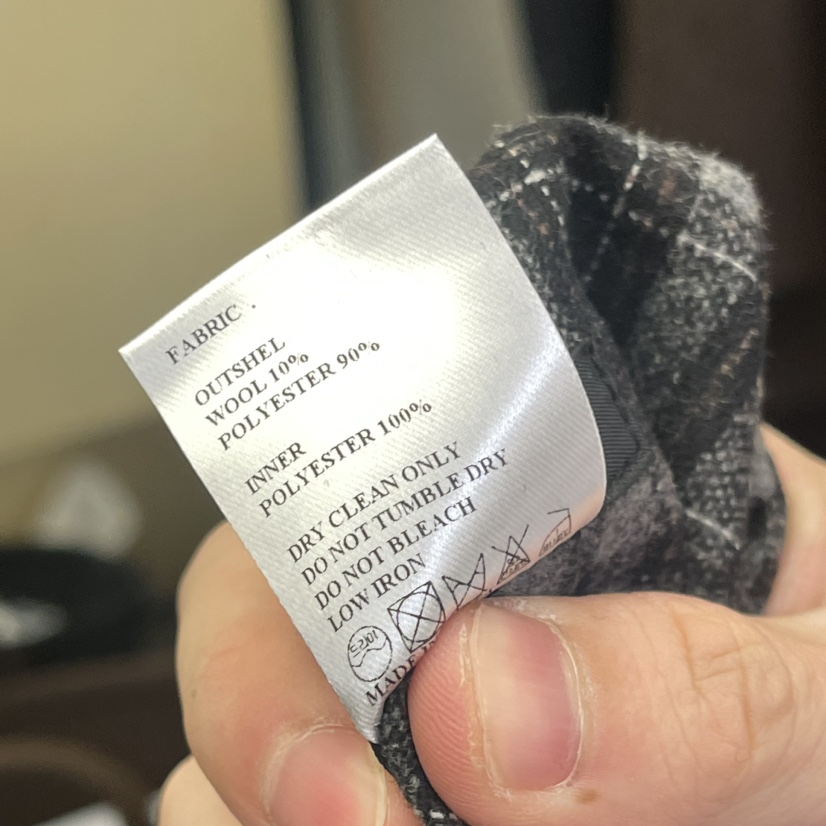 FABRIC .
OUTSHEL
WOOL 10%
POLYESTER 90%
INNER
POLYESTER 100%
DRY CLEAN ONLY
DO NOT TUMBLE DRY
DO NOT BLEACH
LOW IRON
MADE